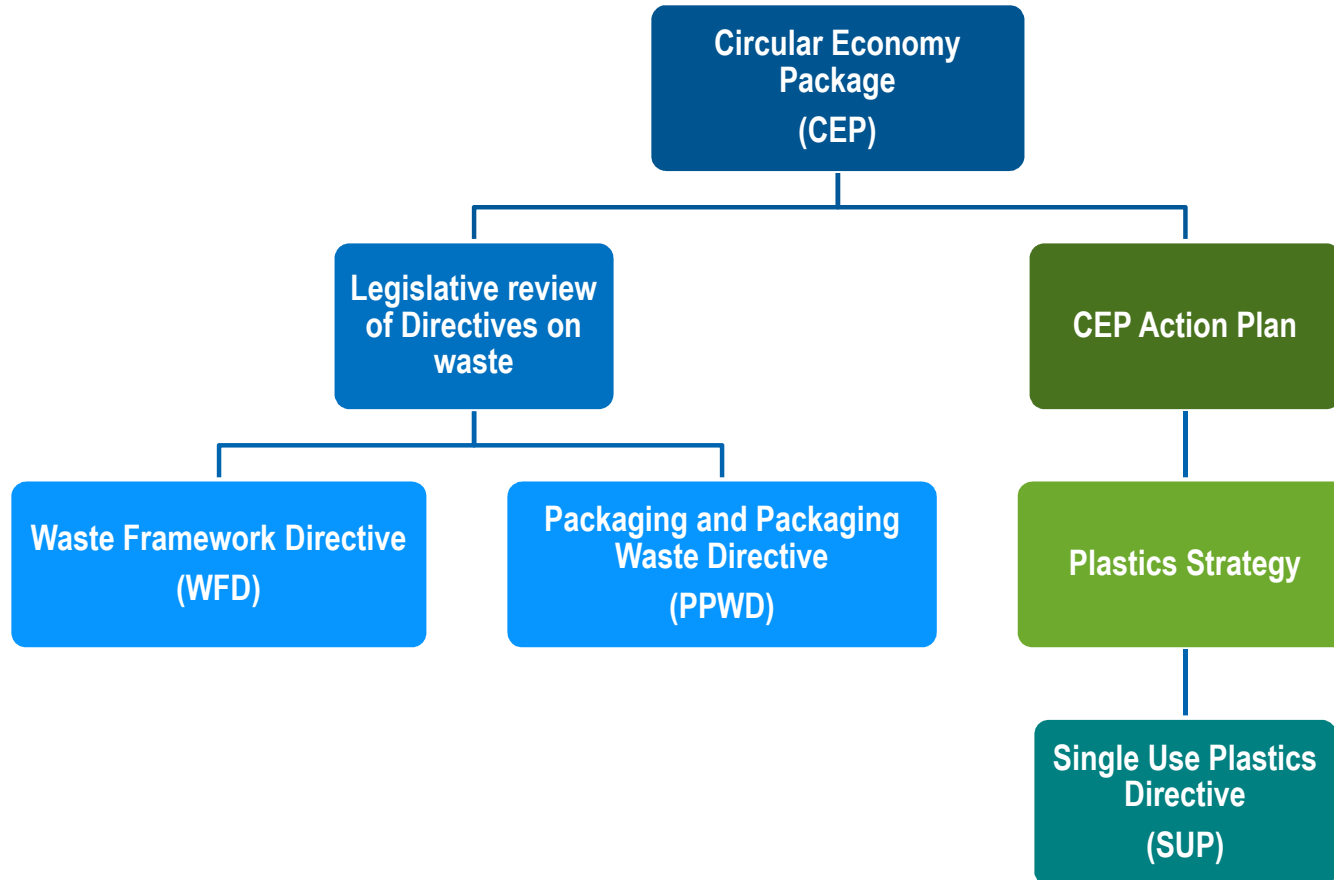 Circular Economy
Package
(CEP)
Legislative review
of Directives on
waste
CEP Action Plan
Waste Framework Directive
(WFD)
Packaging and Packaging
Waste Directive
(PPWD)
Plastics Strategy
Single Use Plastics
Directive
(SUP)